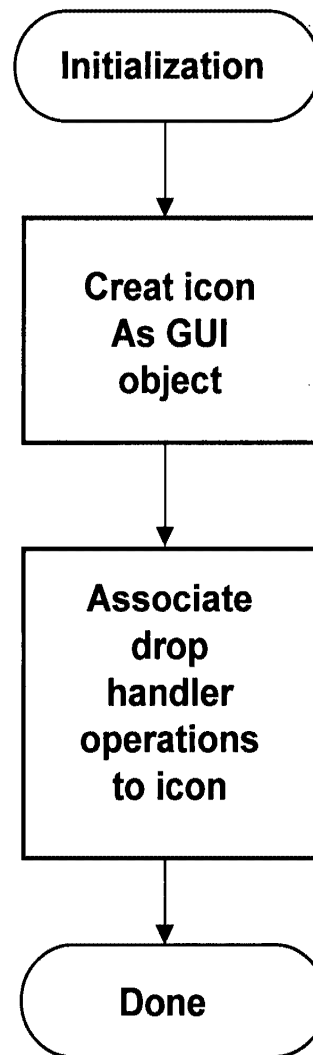 Initialization
Creat icon
As GUI
object
Associate
drop
handler
operations
to icon
Done